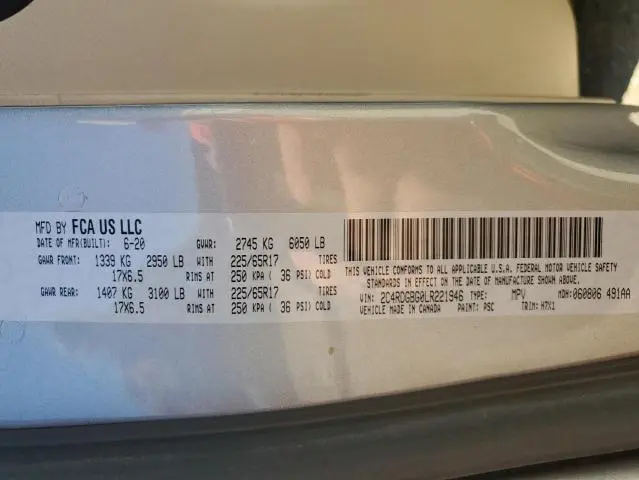 MFD BY FCA US LLC
DATE OF MFR(BUILT): 6-20 GVWR: 2745 KG 6050 LB
GAWR FRONT: 1339 KG 2950 LB WITH 225/65R17 TIRES
17X6.5 RIMS AT 250 KPA ( 36 PSI) COLD
GAWR REAR: 1407 KG 3100 LB WITH 225/65R17 TIRES
17X6.5 RIMS AT 250 KPA ( 36 PSI) COLD
THIS VEHICLE CONFORMS TO ALL APPLICABLE U.S.A. FEDERAL MOTOR VEHICLE SAFETY
STANDARDS IN EFFECT ON THE DATE OF MANUFACTURE SHOWN ABOVE.
VIN: 2C4RDGBG0LR221946 TYPE: MPV MDH:060806 491AA
VEHICLE MADE IN CANADA PAINT: PSC TRIM: H7X1